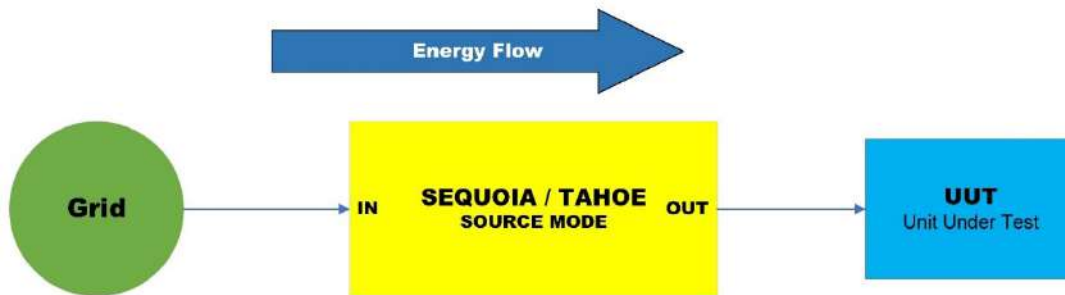 Energy Flow
Grid
IN
SEQUOIA / TAHOE
SOURCE MODE
OUT
UUT
Unit Under Test